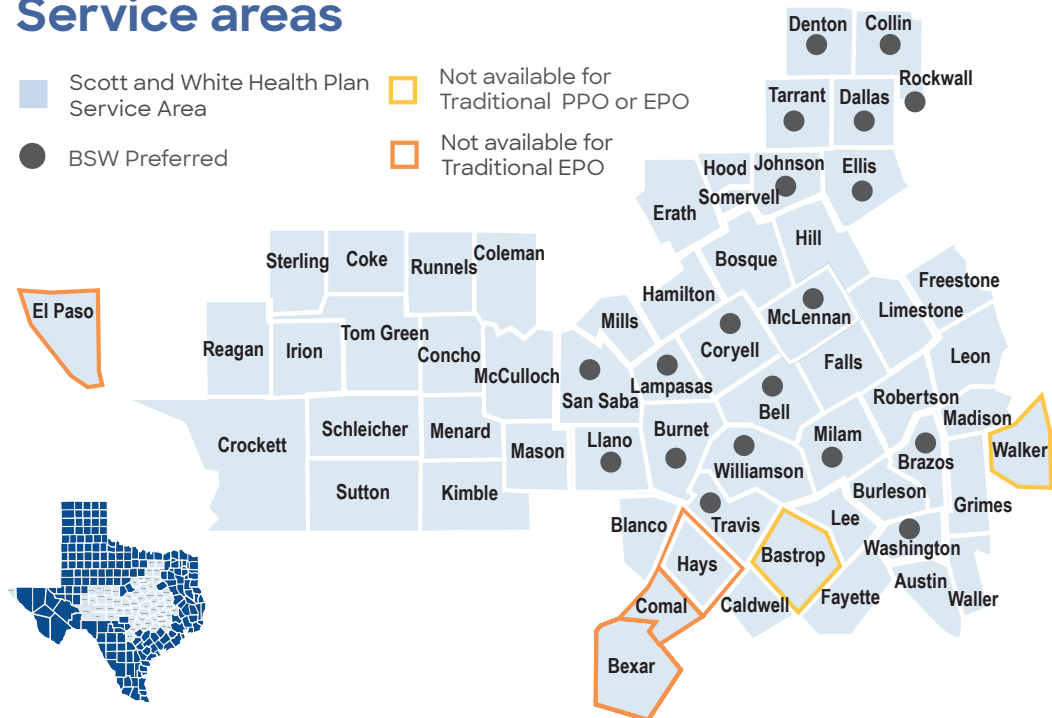 Service areas
Scott and White Health Plan
Service Area
BSW Preferred
Not available for
Traditional PPO or EPO
Not available for
Traditional EPO
Denton
Collin
Rockwall
Tarrant
Dallas
Hood
Johnson
Ellis
Somervell
Erath
Hill
Bosque
Sterling
Coke
Runnels
Coleman
Freestone
Hamilton
Limestone
El Paso
McLennan
Mills
Tom Green
Reagan
Irion
Coryell
Concho
Leon
Falls
McCulloch
Lampasas
San Saba
Robertson
Bell
Madison
Schleicher
Menard
Burnet
Milam
Llano
Crockett
Mason
Walker
Brazos
Williamson
Sutton
Kimble
Burleson
Grimes
Lee
Blanco
Travis
Washington
Bastrop
Hays
Austin
Fayette
Waller
Comal
Caldwell
Bexar